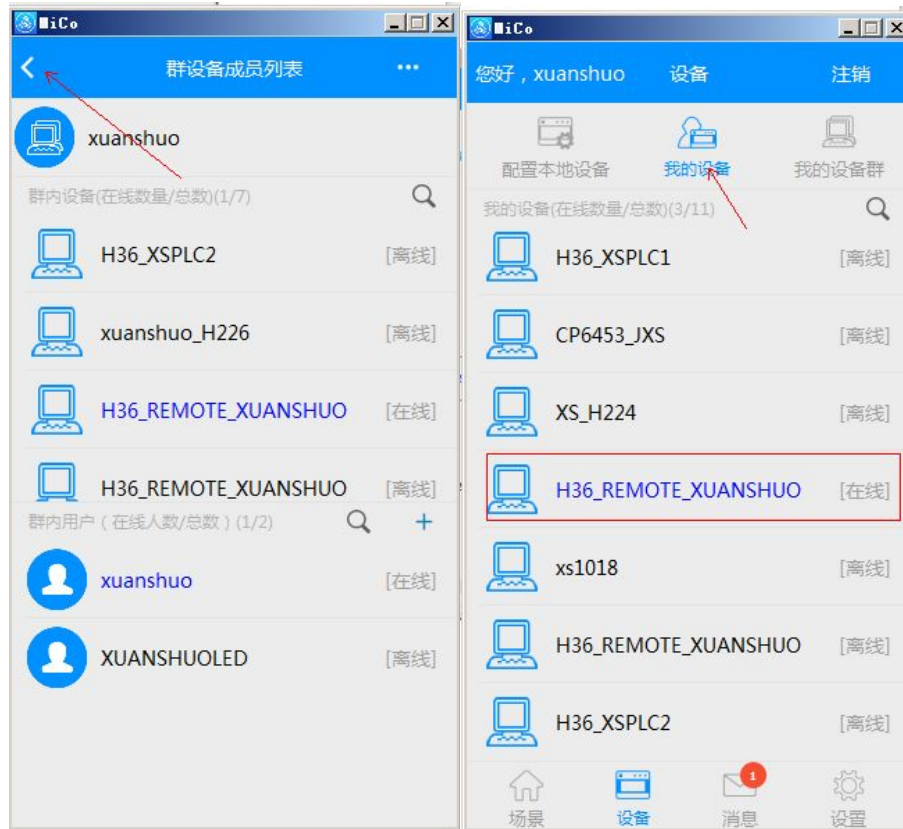 MiCo
群设备成员列表
xuanshuo
群内设备(在线数量/总数)(1/7)
H36_XSPLC2 [离线]
xuanshuo_H226 [离线]
H36_REMOTE_XUANSHUO [在线]
H36_REMOTE_XUANSHUO [离线]
群内用户（在线人数/总数）(1/2)
xuanshuo [在线]
XUANSHUOLED [离线]
MiCo
您好，xuanshuo 设备 注销
配置本地设备 我的设备 我的设备群
我的设备(在线数量/总数)(3/11)
H36_XSPLC1 [离线]
CP6453_JXS [离线]
XS_H224 [离线]
H36_REMOTE_XUANSHUO [在线]
xs1018 [离线]
H36_REMOTE_XUANSHUO [离线]
H36_XSPLC2 [离线]
1
场景 设备 消息 设置